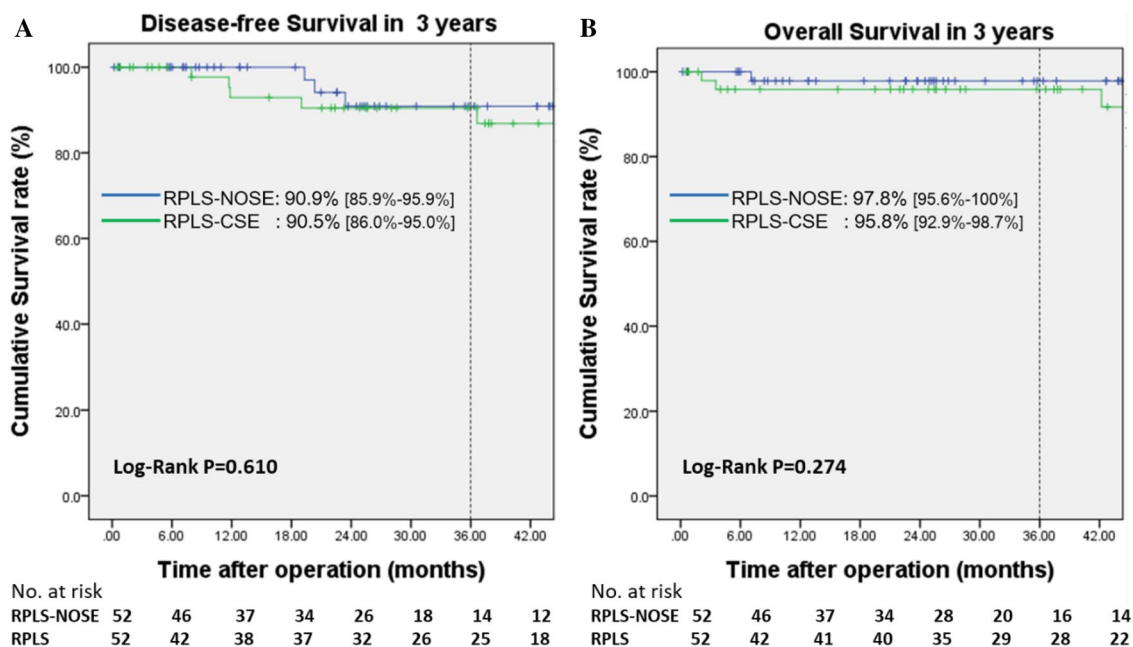 A
Disease-free Survival in 3 years
Cumulative Survival rate (%)
100.0
80.0
60.0
40.0
20.0
0.0
RPLS-NOSE: 90.9% [85.9%-95.9%]
RPLS-CSE : 90.5% [86.0%-95.0%]
Log-Rank P=0.610
.00 6.00 12.00 18.00 24.00 30.00 36.00 42.00
Time after operation (months)
No. at risk
RPLS-NOSE 52 46 37 34 26 18 14 12
RPLS 52 42 38 37 32 26 25 18
B
Overall Survival in 3 years
Cumulative Survival rate (%)
100.0
80.0
60.0
40.0
20.0
0.0
RPLS-NOSE: 97.8% [95.6%-100%]
RPLS-CSE : 95.8% [92.9%-98.7%]
Log-Rank P=0.274
.00 6.00 12.00 18.00 24.00 30.00 36.00 42.00
Time after operation (months)
No. at risk
RPLS-NOSE 52 46 37 34 28 20 16 14
RPLS 52 42 41 40 35 29 28 22